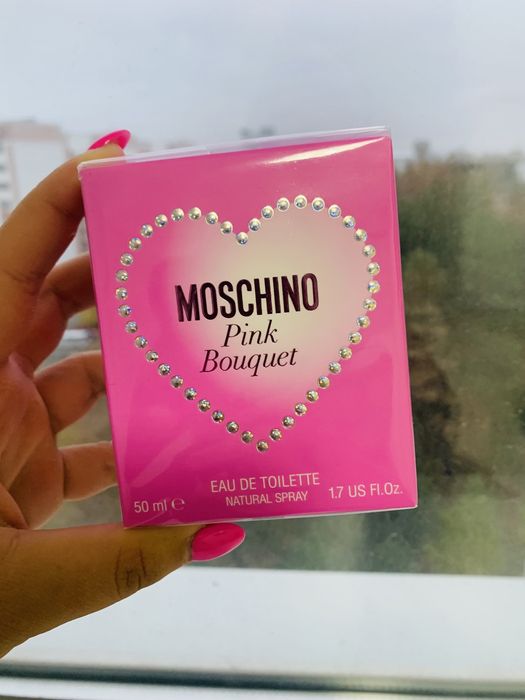 MOSCHINO
Pink
Bouquet
EAU DE TOILETTE
NATURAL SPRAY
50 ml ℮
1.7 US Fl.Oz.